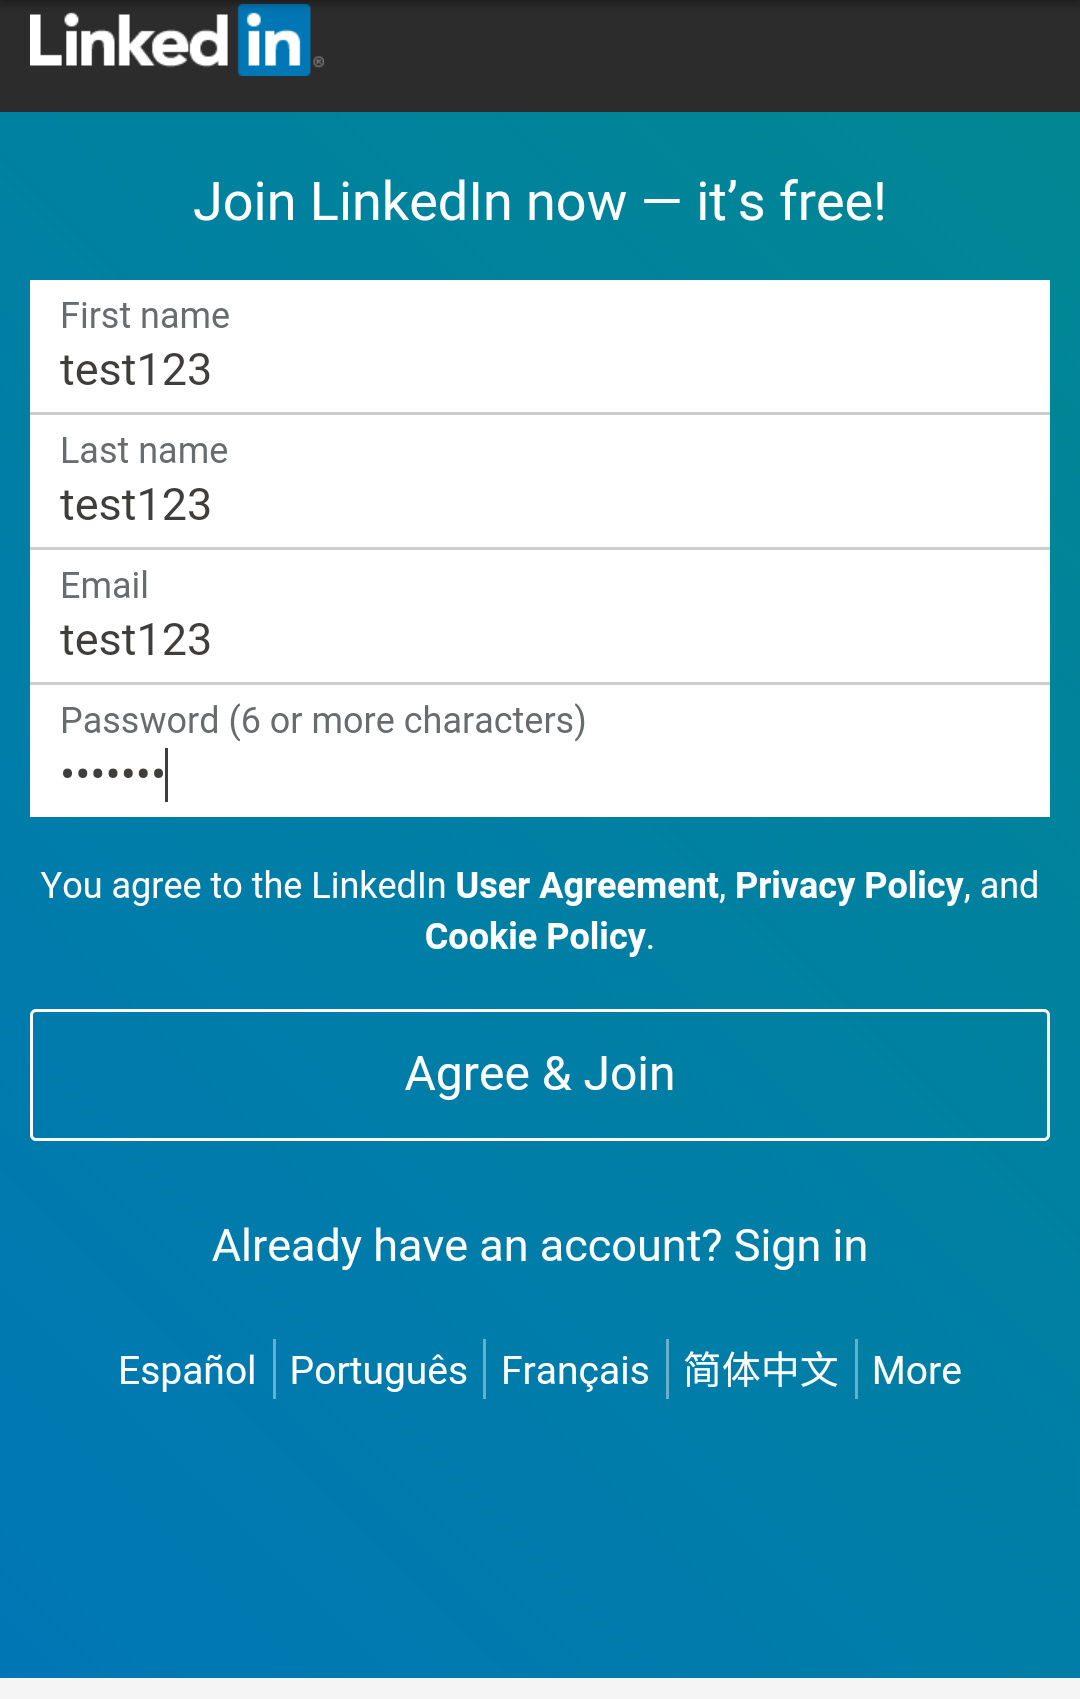 Linked in ®
Join LinkedIn now — it’s free!
First name
test123
Last name
test123
Email
test123
Password (6 or more characters)
•••••••
You agree to the LinkedIn User Agreement, Privacy Policy, and
Cookie Policy.
Agree & Join
Already have an account? Sign in
Español Português Français 简体中文 More